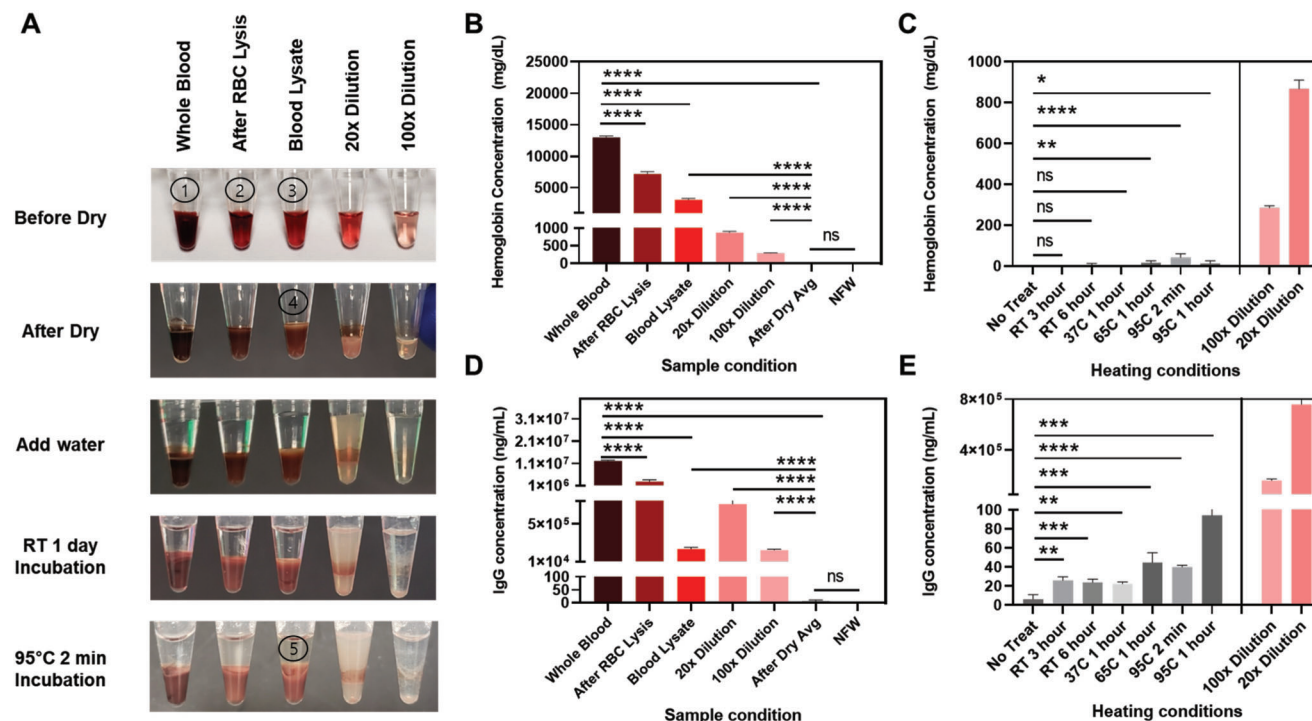 A
Whole Blood
After RBC Lysis
Blood Lysate
20x Dilution
100x Dilution
Before Dry
1
2
3
After Dry
4
Add water
RT 1 day
Incubation
95°C 2 min
Incubation
5
B
Hemoglobin Concentration (mg/dL)
25000
20000
15000
10000
5000
1000
500
0
****
****
****
****
****
****
ns
Whole Blood
After RBC Lysis
Blood Lysate
20x Dilution
100x Dilution
After Dry Avg
NFW
Sample condition
C
Hemoglobin Concentration (mg/dL)
1000
800
600
400
200
0
*
****
**
ns
ns
ns
No Treat
RT 3 hour
RT 6 hour
37C 1 hour
65C 1 hour
95C 2 min
95C 1 hour
100x Dilution
20x Dilution
Heating conditions
D
IgG concentration (ng/mL)
3.1×10⁷
2.1×10⁷
1.1×10⁷
1×10⁶
5×10⁵
1×10⁴
100
50
0
****
****
****
****
****
****
ns
Whole Blood
After RBC Lysis
Blood Lysate
20x Dilution
100x Dilution
After Dry Avg
NFW
Sample condition
E
IgG concentration (ng/mL)
8×10⁵
4×10⁵
100
80
60
40
20
0
***
****
***
**
***
**
No Treat
RT 3 hour
RT 6 hour
37C 1 hour
65C 1 hour
95C 2 min
95C 1 hour
100x Dilution
20x Dilution
Heating conditions